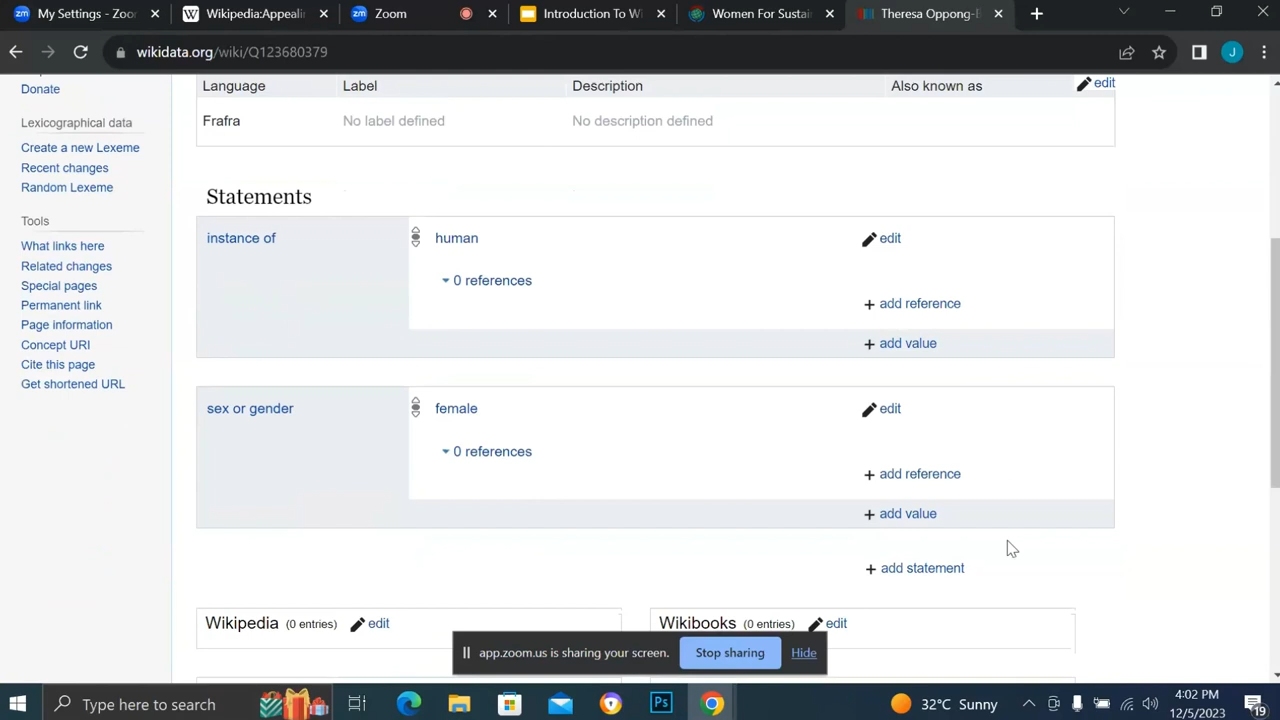 My Settings - Zoo
Wikipedia:Appeali
Zoom
Introduction To Wi
Women For Sustai
Theresa Oppong-
wikidata.org/wiki/Q123680379
J
Donate
Lexicographical data
Create a new Lexeme
Recent changes
Random Lexeme
Tools
What links here
Related changes
Special pages
Permanent link
Page information
Concept URI
Cite this page
Get shortened URL
Language Label Description Also known as edit
Frafra No label defined No description defined
Statements
instance of human edit
0 references
add reference
add value
sex or gender female edit
0 references
add reference
add value
add statement
Wikipedia (0 entries) edit
Wikibooks (0 entries) edit
app.zoom.us is sharing your screen. Stop sharing Hide
Type here to search
Ps
32°C Sunny
4:02 PM
12/5/2023
19